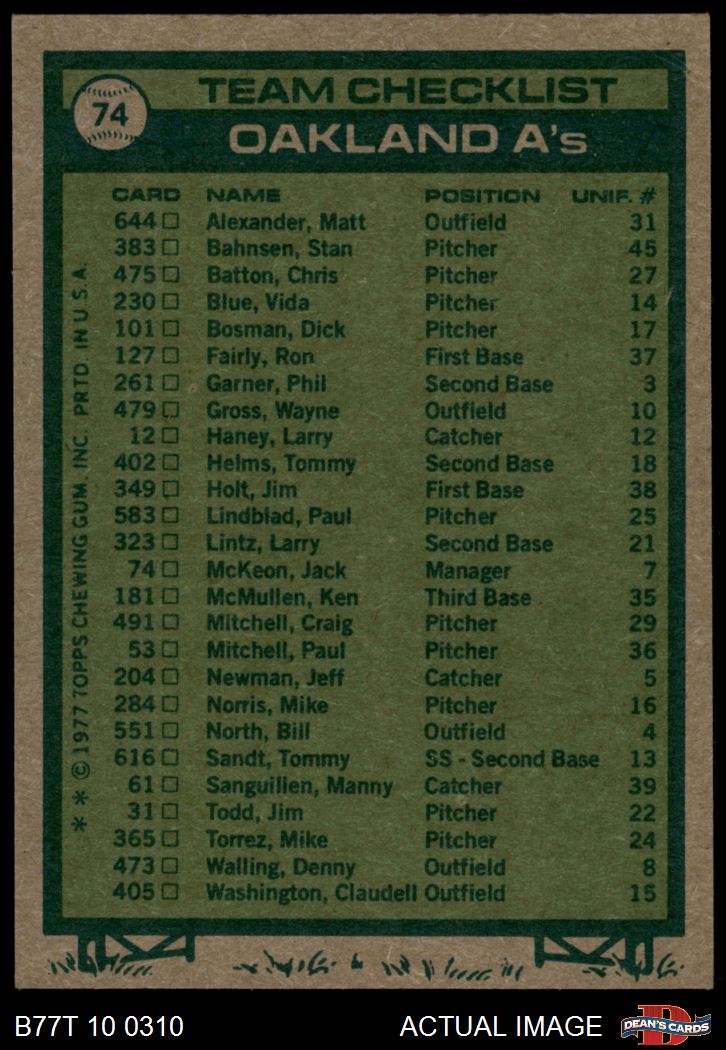 74
TEAM CHECKLIST
OAKLAND A's
CARD NAME POSITION UNIF. #
644 Alexander, Matt Outfield 31
383 Bahnsen, Stan Pitcher 45
475 Batton, Chris Pitcher 27
230 Blue, Vida Pitcher 14
101 Bosman, Dick Pitcher 17
127 Fairly, Ron First Base 37
261 Garner, Phil Second Base 3
479 Gross, Wayne Outfield 10
12 Haney, Larry Catcher 12
402 Helms, Tommy Second Base 18
349 Holt, Jim First Base 38
583 Lindblad, Paul Pitcher 25
323 Lintz, Larry Second Base 21
74 McKeon, Jack Manager 7
181 McMullen, Ken Third Base 35
491 Mitchell, Craig Pitcher 29
53 Mitchell, Paul Pitcher 36
204 Newman, Jeff Catcher 5
284 Norris, Mike Pitcher 16
551 North, Bill Outfield 4
616 Sandt, Tommy SS - Second Base 13
61 Sanguillen, Manny Catcher 39
31 Todd, Jim Pitcher 22
365 Torrez, Mike Pitcher 24
473 Walling, Denny Outfield 8
405 Washington, Claudell Outfield 15
* * © 1977 TOPPS CHEWING GUM, INC. PRTD. IN U.S.A.
B77T 10 0310 ACTUAL IMAGE
D
DEAN'S CARDS